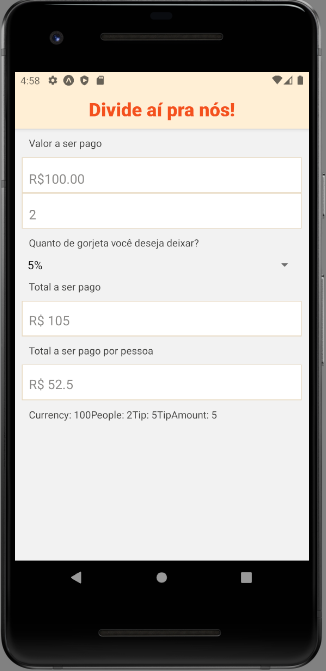 4:58
Divide aí pra nós!
Valor a ser pago
R$100.00
2
Quanto de gorjeta você deseja deixar?
5%
Total a ser pago
R$ 105
Total a ser pago por pessoa
R$ 52.5
Currency: 100People: 2Tip: 5TipAmount: 5